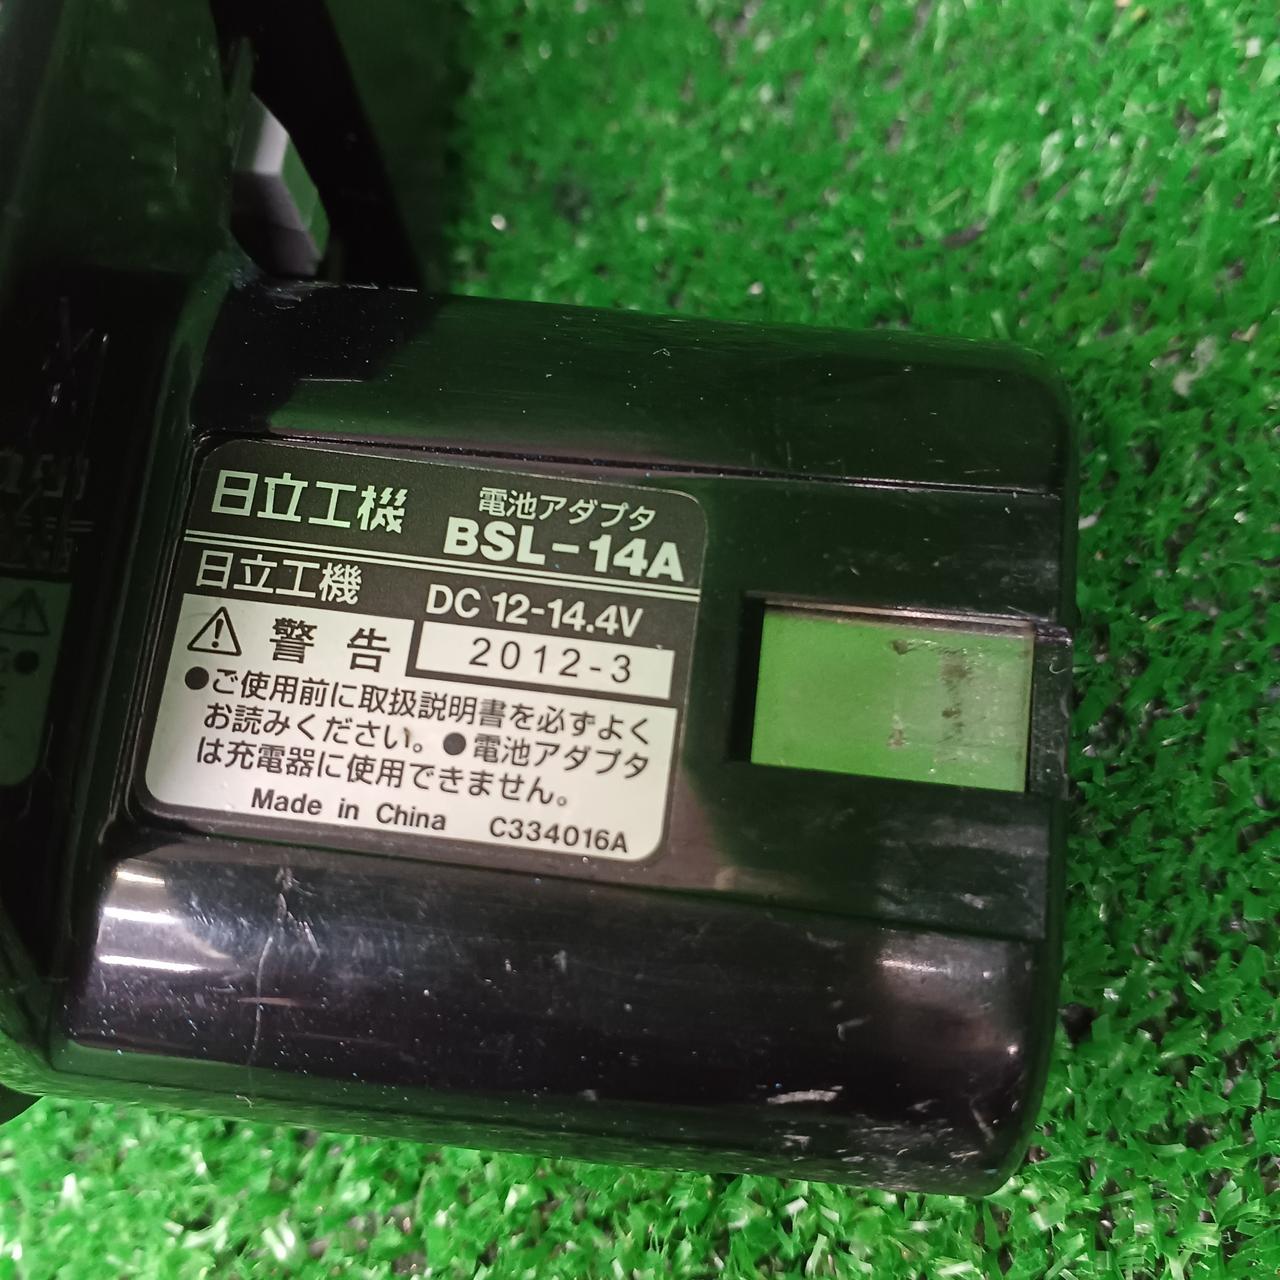 日立工機
電池アダプタ
BSL-14A
日立工機
DC 12-14.4V
警告
2012-3
●ご使用前に取扱説明書を必ずよく
お読みください。●電池アダプタ
は充電器に使用できません。
Made in China C334016A